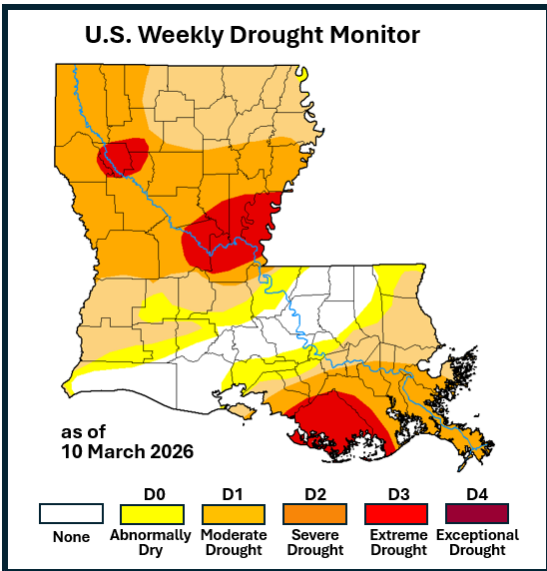 U.S. Weekly Drought Monitor
as of
10 March 2026
D0 D1 D2 D3 D4
None Abnormally Moderate Severe Extreme Exceptional
Dry Drought Drought Drought Drought